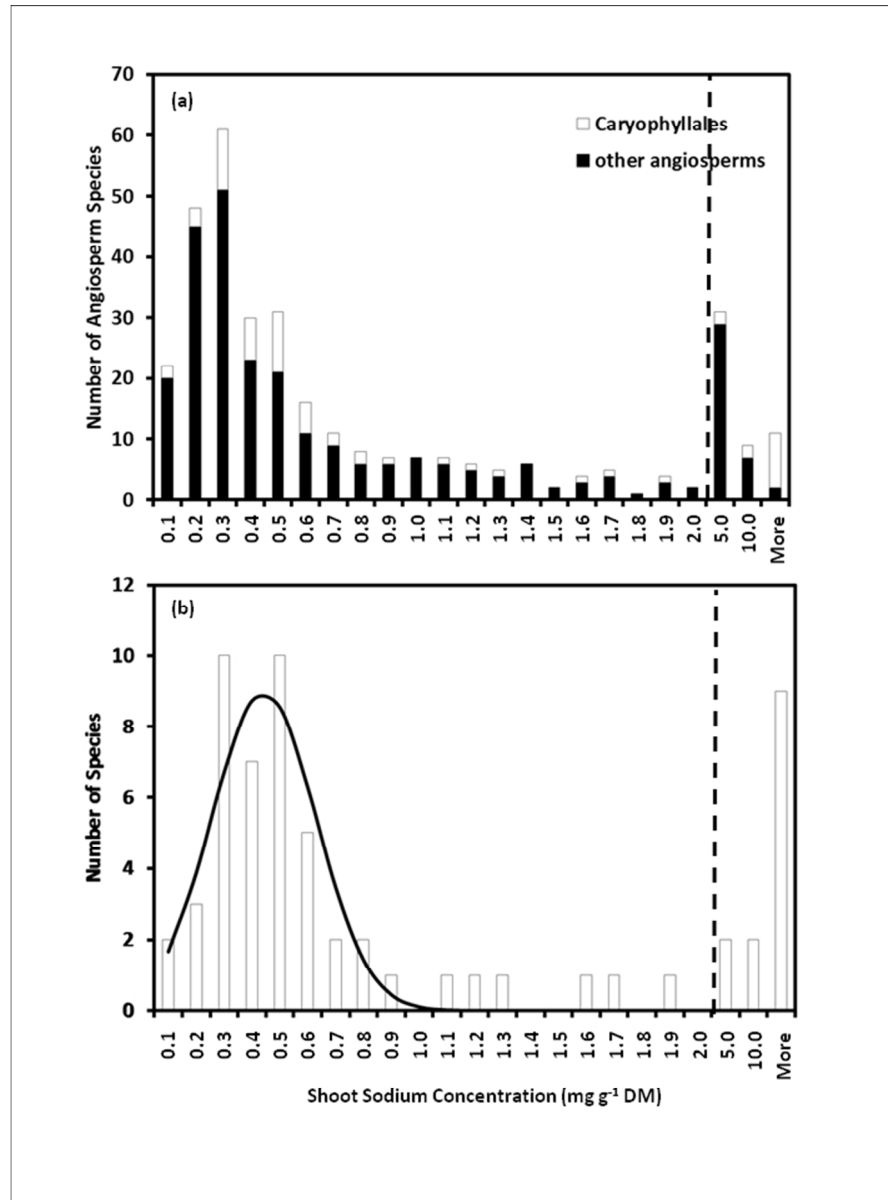 (a)
Caryophyllales
other angiosperms
Number of Angiosperm Species
70
60
50
40
30
20
10
0
0.1 0.2 0.3 0.4 0.5 0.6 0.7 0.8 0.9 1.0 1.1 1.2 1.3 1.4 1.5 1.6 1.7 1.8 1.9 2.0 5.0 10.0 More
(b)
Number of Species
12
10
8
6
4
2
0
0.1 0.2 0.3 0.4 0.5 0.6 0.7 0.8 0.9 1.0 1.1 1.2 1.3 1.4 1.5 1.6 1.7 1.8 1.9 2.0 5.0 10.0 More
Shoot Sodium Concentration (mg g⁻¹ DM)